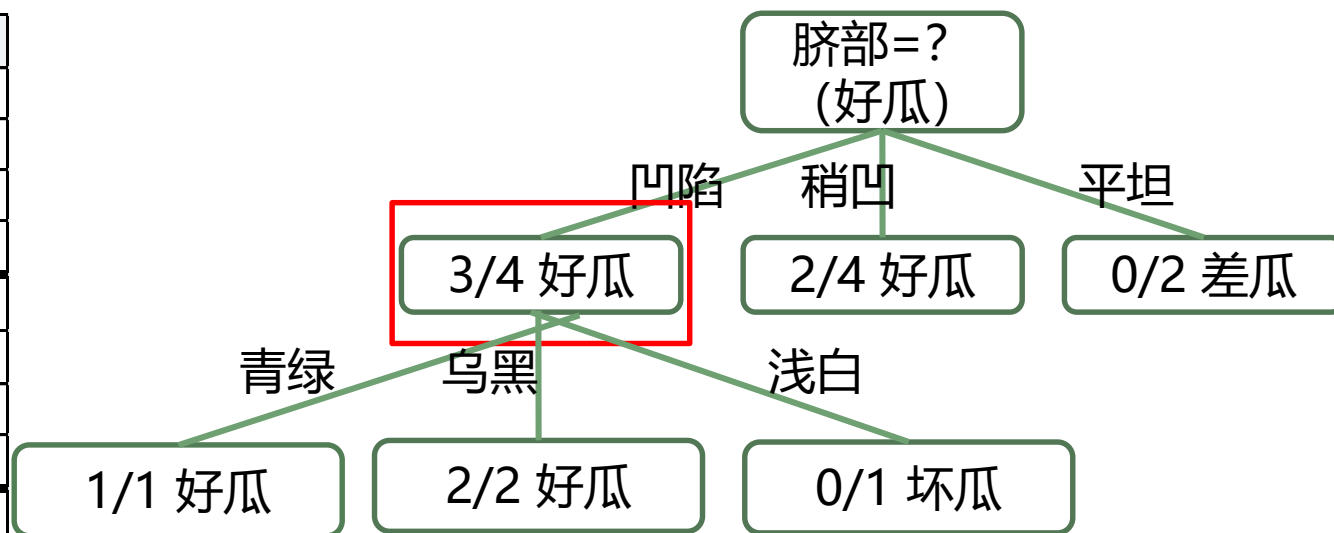 脐部=?
(好瓜)
凹陷
稍凹
平坦
3/4 好瓜
2/4 好瓜
0/2 差瓜
青绿
乌黑
浅白
1/1 好瓜
2/2 好瓜
0/1 坏瓜